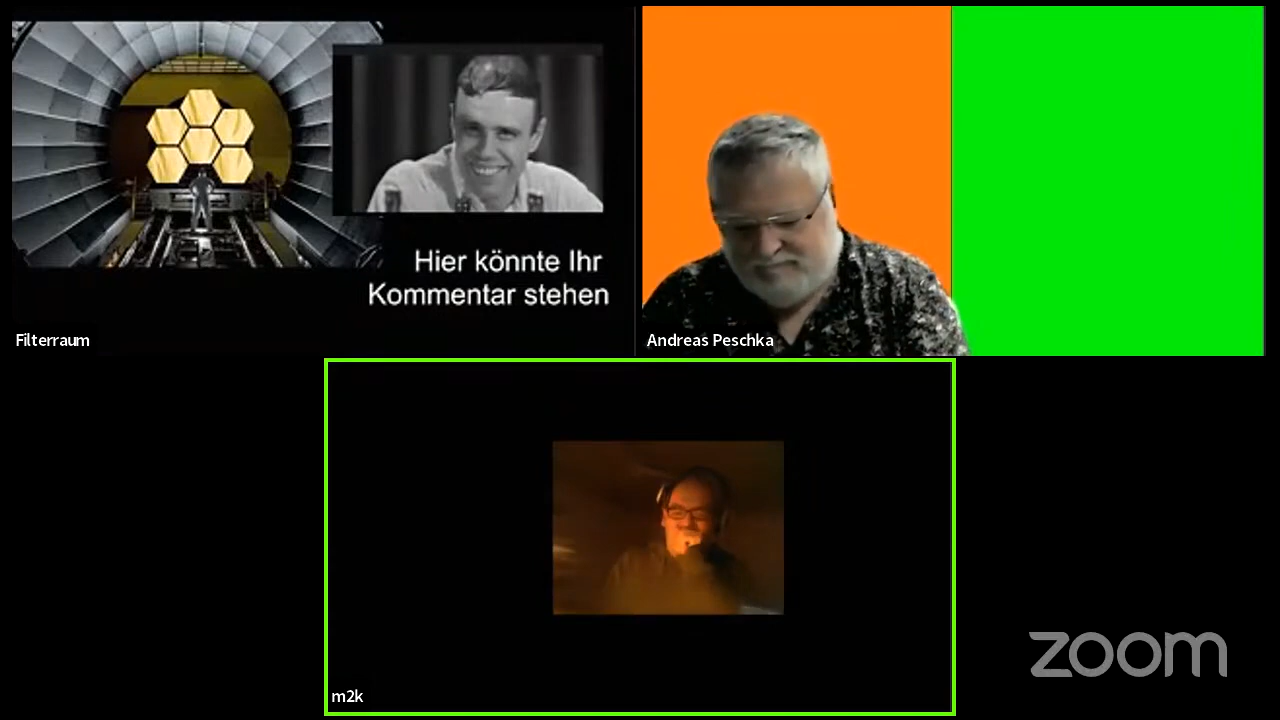 Hier könnte Ihr
Kommentar stehen
Filterraum
Andreas Peschka
m2k
zoom